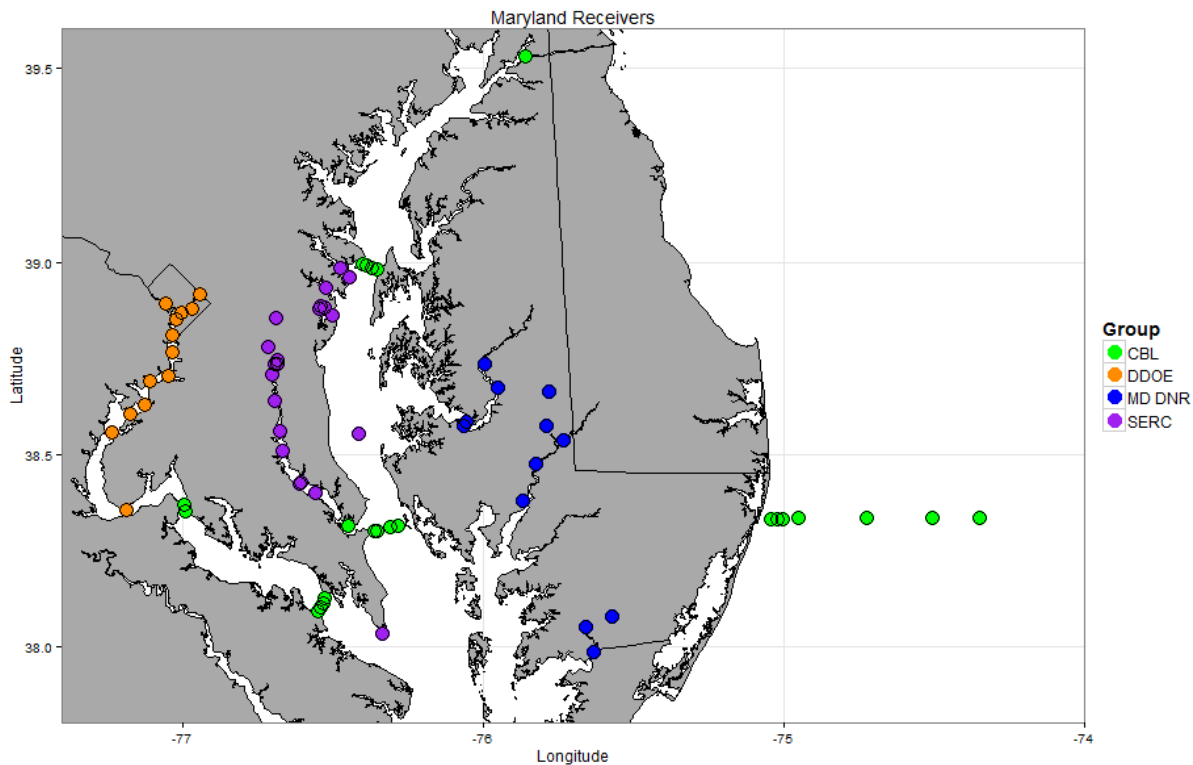 Maryland Receivers
39.5
39.0
38.5
38.0
Latitude
-77
-76
-75
-74
Longitude
Group
CBL
DDOE
MD DNR
SERC